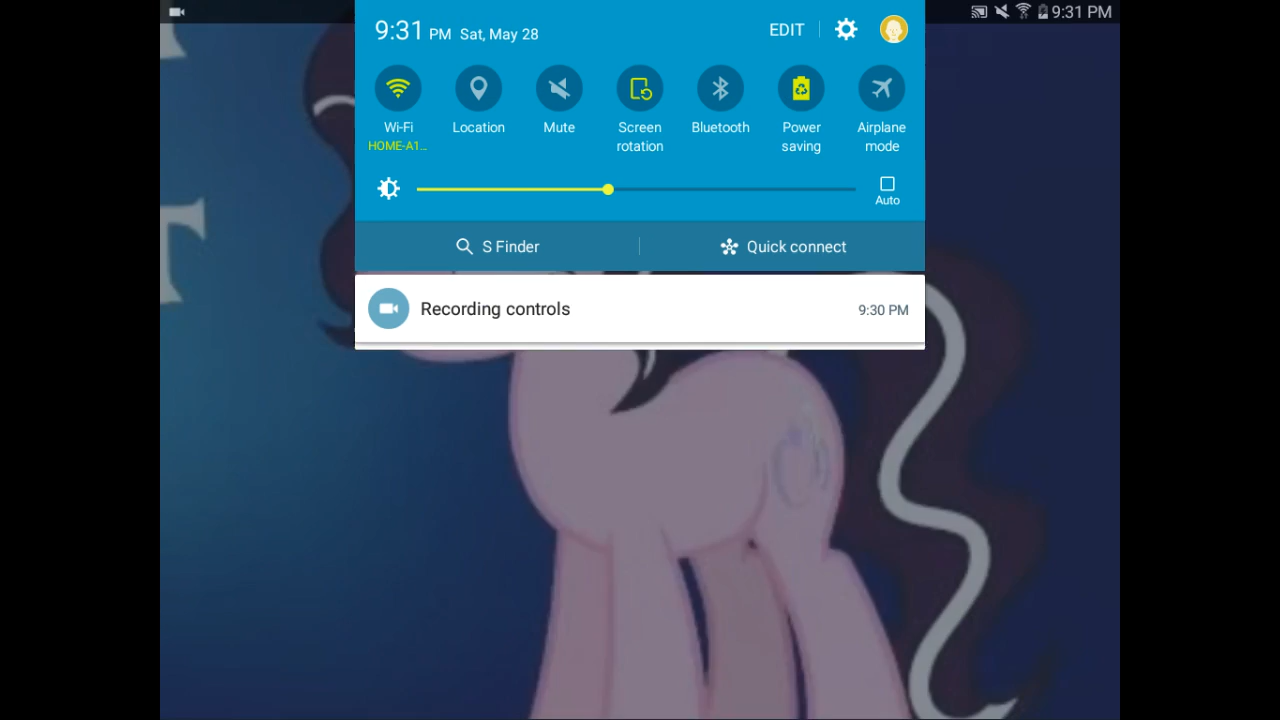 9:31 PM
9:31 PM Sat, May 28
EDIT
Wi-Fi
HOME-A1...
Location
Mute
Screen
rotation
Bluetooth
Power
saving
Airplane
mode
Auto
S Finder
Quick connect
Recording controls
9:30 PM
T